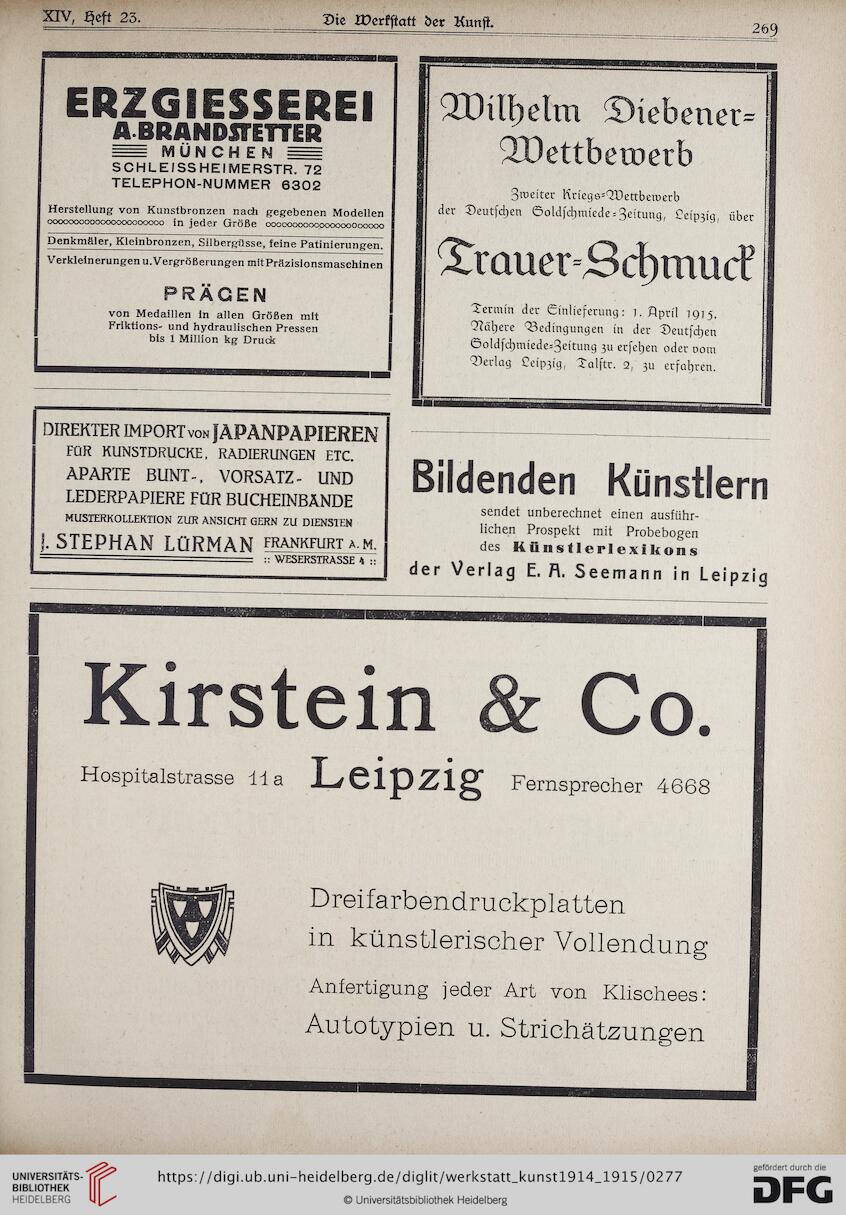 XIV, Heft 23.
Die Werkstatt der Kunst.
269
ERZGIESSEREI
A. BRANDSTETTER
MÜNCHEN
SCHLEISSHEIMERSTR. 72
TELEPHON-NUMMER 6302
Herstellung von Kunstbronzen nach gegebenen Modellen
in jeder Größe
Denkmäler, Kleinbronzen, Silbergüsse, feine Patinierungen.
Verkleinerungen u. Vergrößerungen mit Präzisionsmaschinen
PRÄGEN
von Medaillen in allen Größen mit
Friktions- und hydraulischen Pressen
bis 1 Million kg Druck
Wilhelm Diebener-
Wettbewerb
Zweiter Kriegs-Wettbewerb
der Deutschen Goldschmiede-Zeitung, Leipzig, über
Trauer-Schmuck
Termin der Einlieferung: 1. April 1915.
Nähere Bedingungen in der Deutschen
Goldschmiede-Zeitung zu ersehen oder vom
Verlag Leipzig, Talstr. 2, zu erfahren.
DIREKTER IMPORT VON JAPANPAPIEREN
FÜR KUNSTDRUCKE, RADIERUNGEN ETC.
APARTE BUNT-, VORSATZ- UND
LEDERPAPIERE FÜR BUCHEINBÄNDE
MUSTERKOLLEKTION ZUR ANSICHT GERN ZU DIENSTEN
J. STEPHAN LÜRMAN FRANKFURT A. M.
:: WESERSTRASSE 4 ::
Bildenden Künstlern
sendet unberechnet einen ausführ-
lichen Prospekt mit Probebogen
des Künstlerlexikons
der Verlag E. A. Seemann in Leipzig
Kirstein & Co.
Hospitalstrasse 11a Leipzig Fernsprecher 4668
Dreifarbendruckplatten
in künstlerischer Vollendung
Anfertigung jeder Art von Klischees:
Autotypien u. Strichätzungen
UNIVERSITÄTS-
BIBLIOTHEK
HEIDELBERG
https://digi.ub.uni-heidelberg.de/diglit/werkstatt_kunst1914_1915/0277
© Universitätsbibliothek Heidelberg
gefördert durch die
DFG